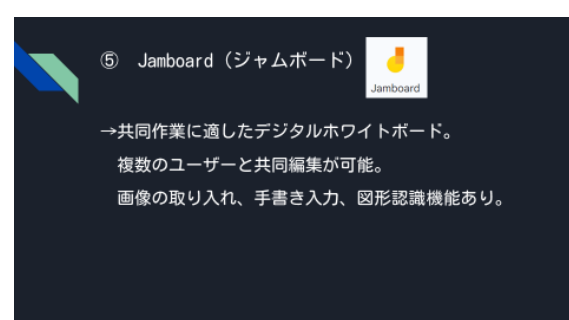 ⑤　Jamboard（ジャムボード）
Jamboard
→共同作業に適したデジタルホワイトボード。
複数のユーザーと共同編集が可能。
画像の取り入れ、手書き入力、図形認識機能あり。